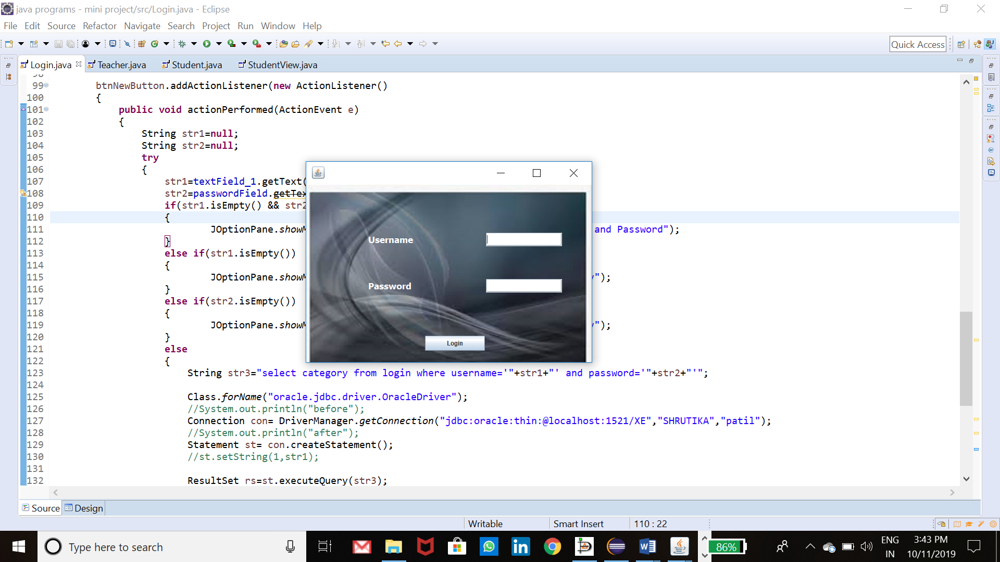 java programs - mini project/src/Login.java - Eclipse
File Edit Source Refactor Navigate Search Project Run Window Help
Quick Access
Login.java Teacher.java Student.java StudentView.java
99 btnNewButton.addActionListener(new ActionListener()
100 {
101 public void actionPerformed(ActionEvent e)
102 {
103 String str1=null;
104 String str2=null;
105 try
106 {
107 str1=textField_1.getText(
108 str2=passwordField.getTex
109 if(str1.isEmpty() && str2
110 {
111 JOptionPane.showM and Password");
112 }
113 else if(str1.isEmpty())
114 {
115 JOptionPane.showM y");
116 }
117 else if(str2.isEmpty())
118 {
119 JOptionPane.showM y");
120 }
121 else
122 {
123 String str3="select category from login where username='"+str1+"' and password='"+str2+"'";
124
125 Class.forName("oracle.jdbc.driver.OracleDriver");
126 //System.out.println("before");
127 Connection con= DriverManager.getConnection("jdbc:oracle:thin:@localhost:1521/XE","SHRUTIKA","patil");
128 //System.out.println("after");
129 Statement st= con.createStatement();
130 //st.setString(1,str1);
131
132 ResultSet rs=st.executeQuery(str3);
Username
Password
Login
Source Design
Writable Smart Insert 110 : 22
Type here to search
86%
ENG
IN
3:43 PM
10/11/2019